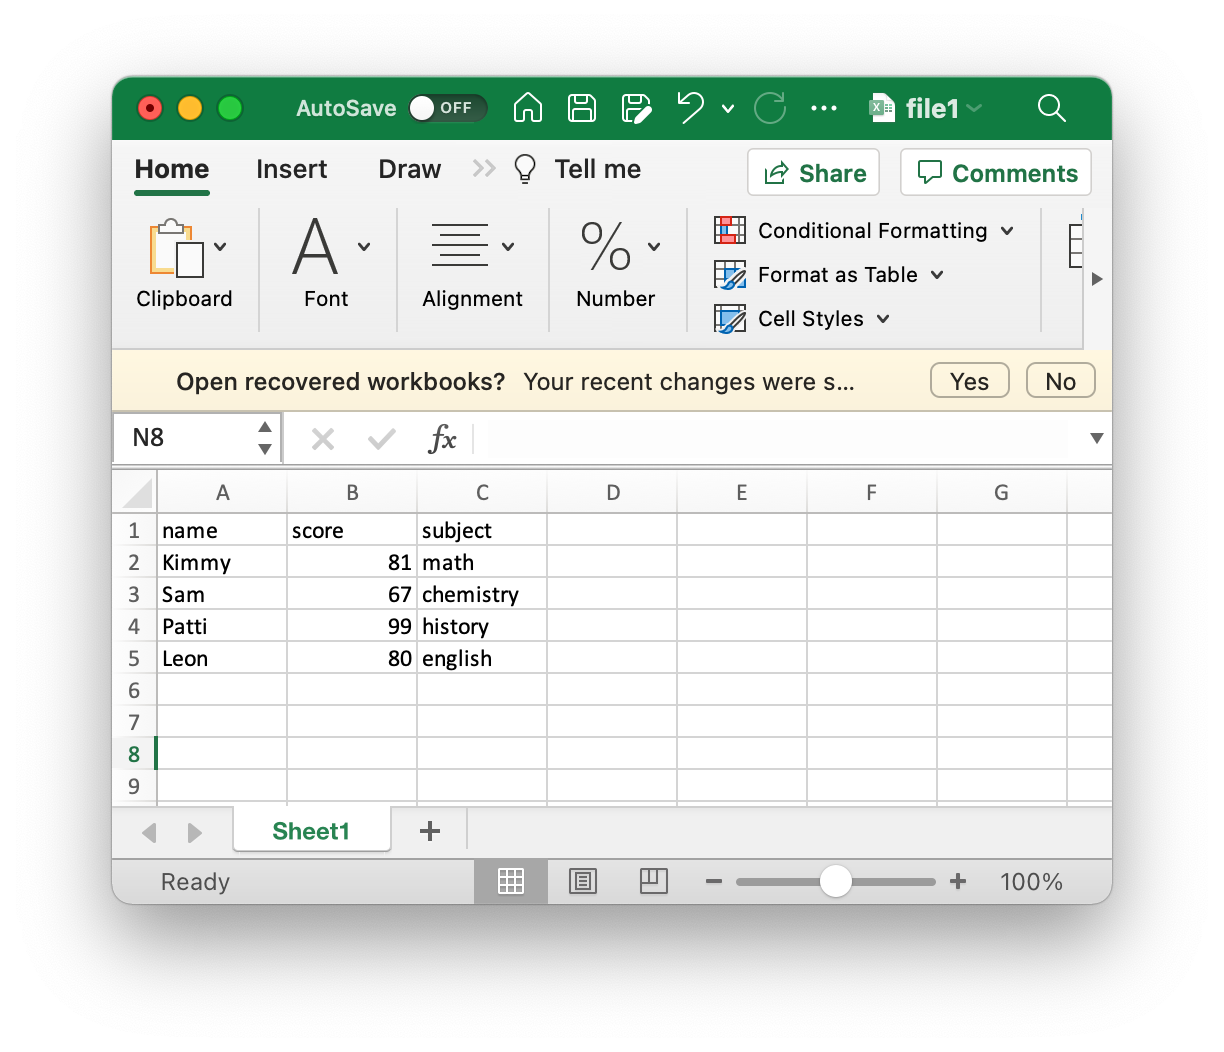 AutoSave OFF file1
Home Insert Draw Tell me Share Comments
Clipboard Font Alignment Number
Conditional Formatting
Format as Table
Cell Styles
Open recovered workbooks? Your recent changes were s... Yes No
N8 fx
A B C D E F G
1 name score subject
2 Kimmy 81 math
3 Sam 67 chemistry
4 Patti 99 history
5 Leon 80 english
6
7
8
9
Sheet1 +
Ready 100%